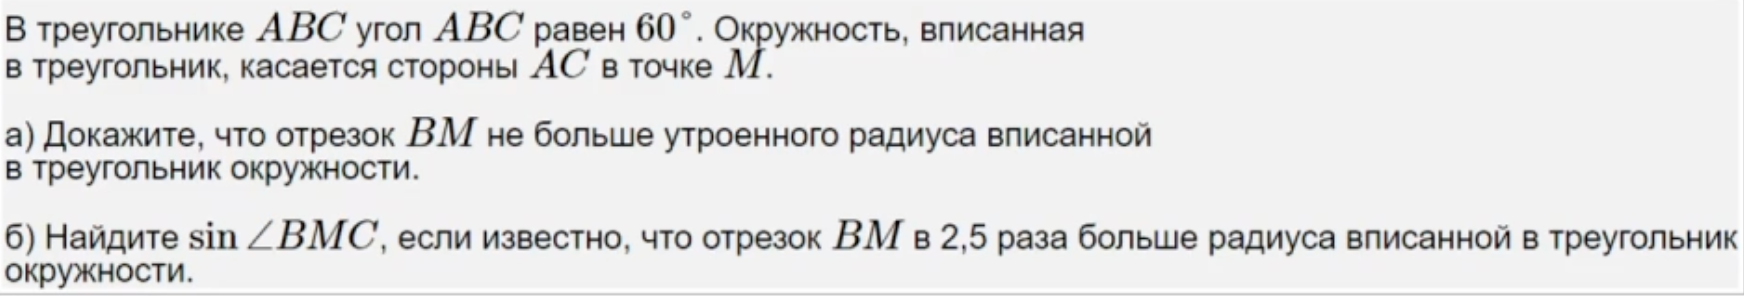 В треугольнике ABC угол ABC равен 60°. Окружность, вписанная
в треугольник, касается стороны AC в точке M.
а) Докажите, что отрезок BM не больше утроенного радиуса вписанной
в треугольник окружности.
б) Найдите sin ∠BMC, если известно, что отрезок BM в 2,5 раза больше радиуса вписанной в треугольник
окружности.